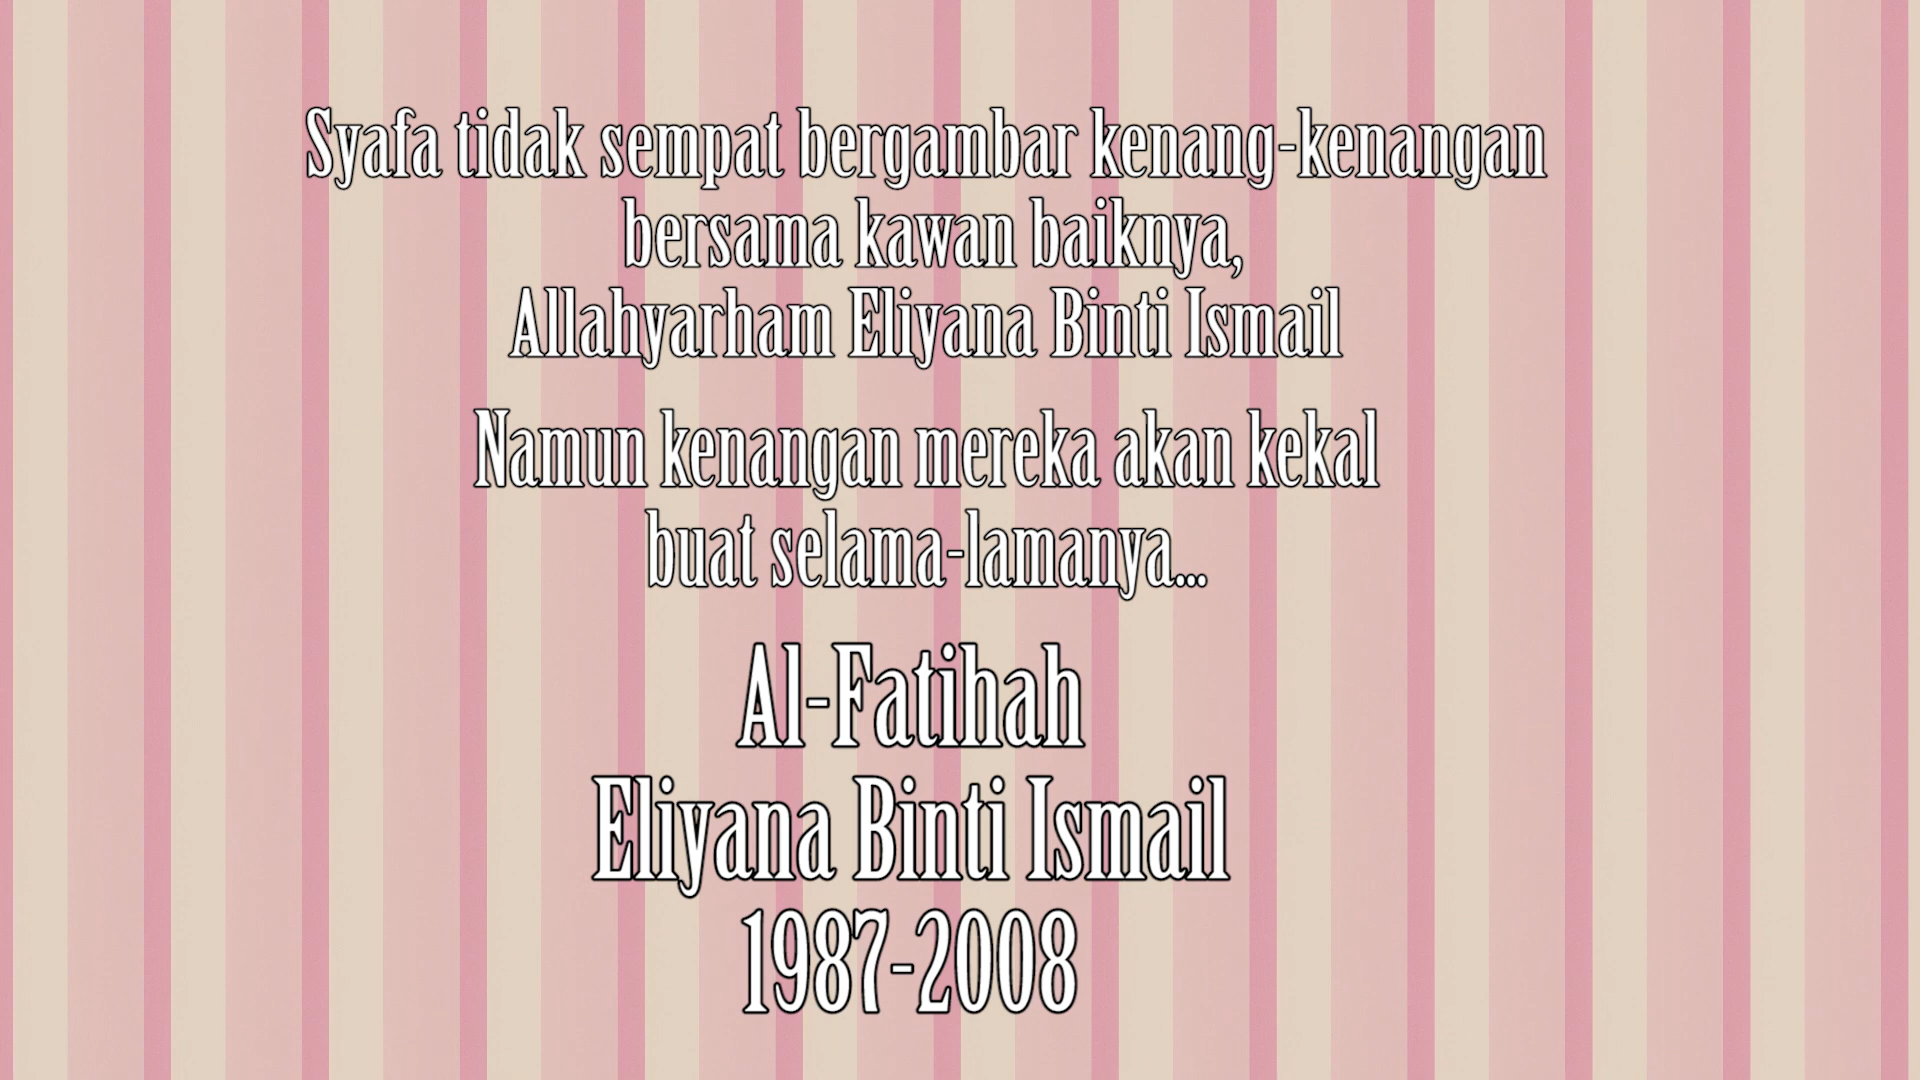 Syafa tidak sempat bergambar kenang-kenangan
bersama kawan baiknya,
Allahyarham Eliyana Binti Ismail
Namun kenangan mereka akan kekal
buat selama-lamanya...
Al-Fatihah
Eliyana Binti Ismail
1987-2008